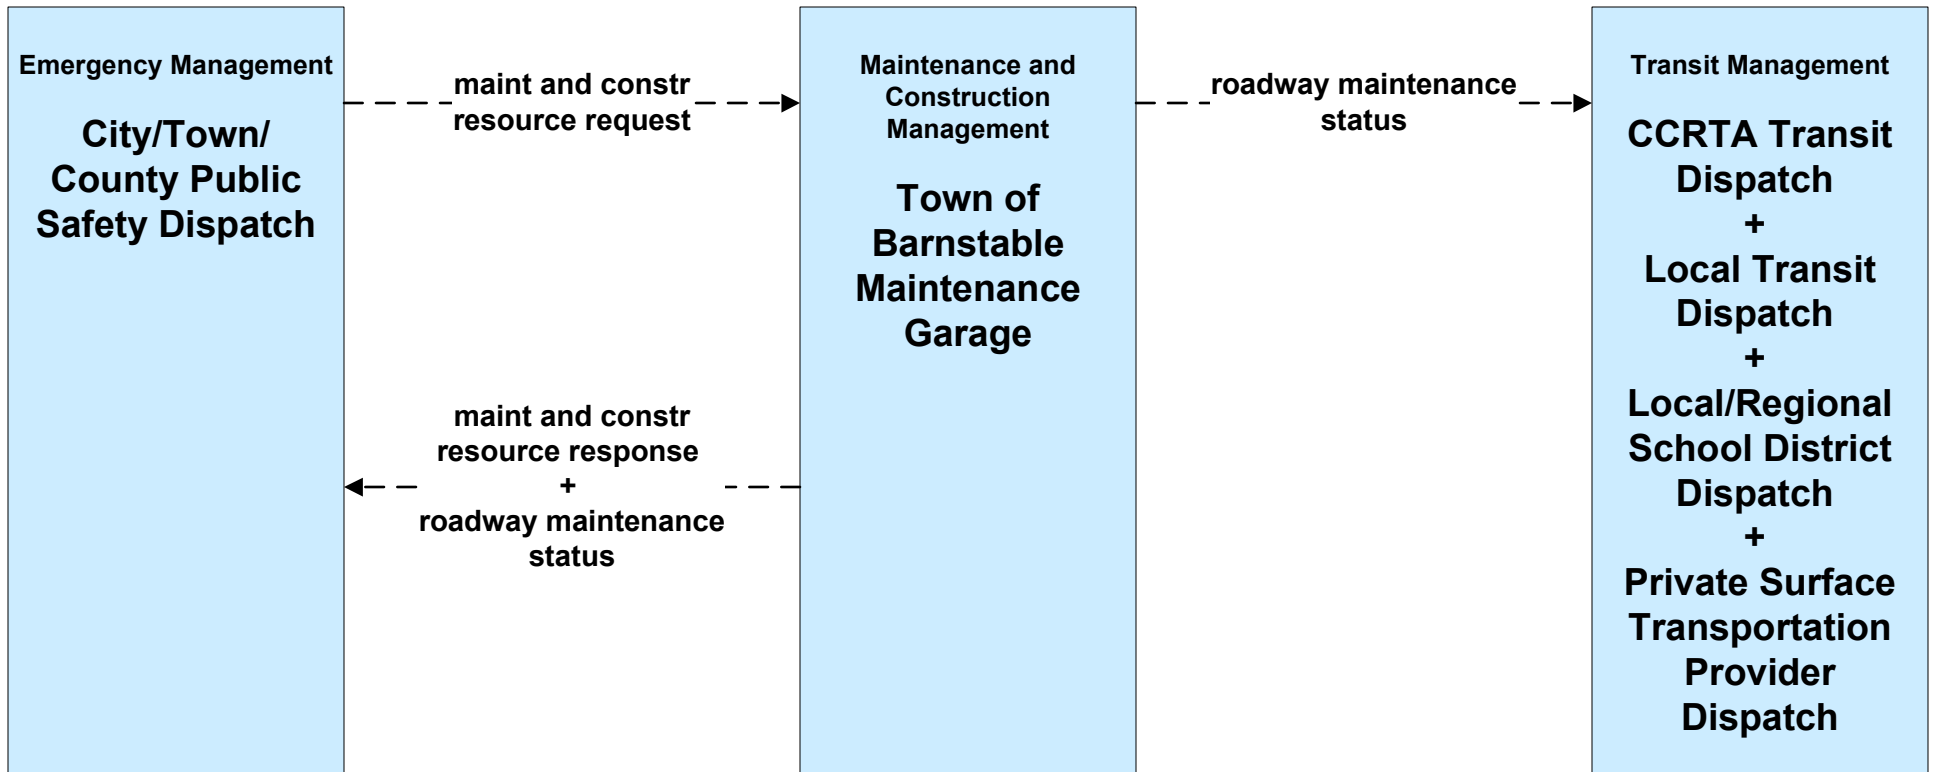 Emergency Management
City/Town/
County Public
Safety Dispatch
maint and constr
resource request
maint and constr
resource response
+
roadway maintenance
status
Maintenance and
Construction
Management
Town of
Barnstable
Maintenance
Garage
roadway maintenance
status
Transit Management
CCRTA Transit
Dispatch
+
Local Transit
Dispatch
+
Local/Regional
School District
Dispatch
+
Private Surface
Transportation
Provider
Dispatch